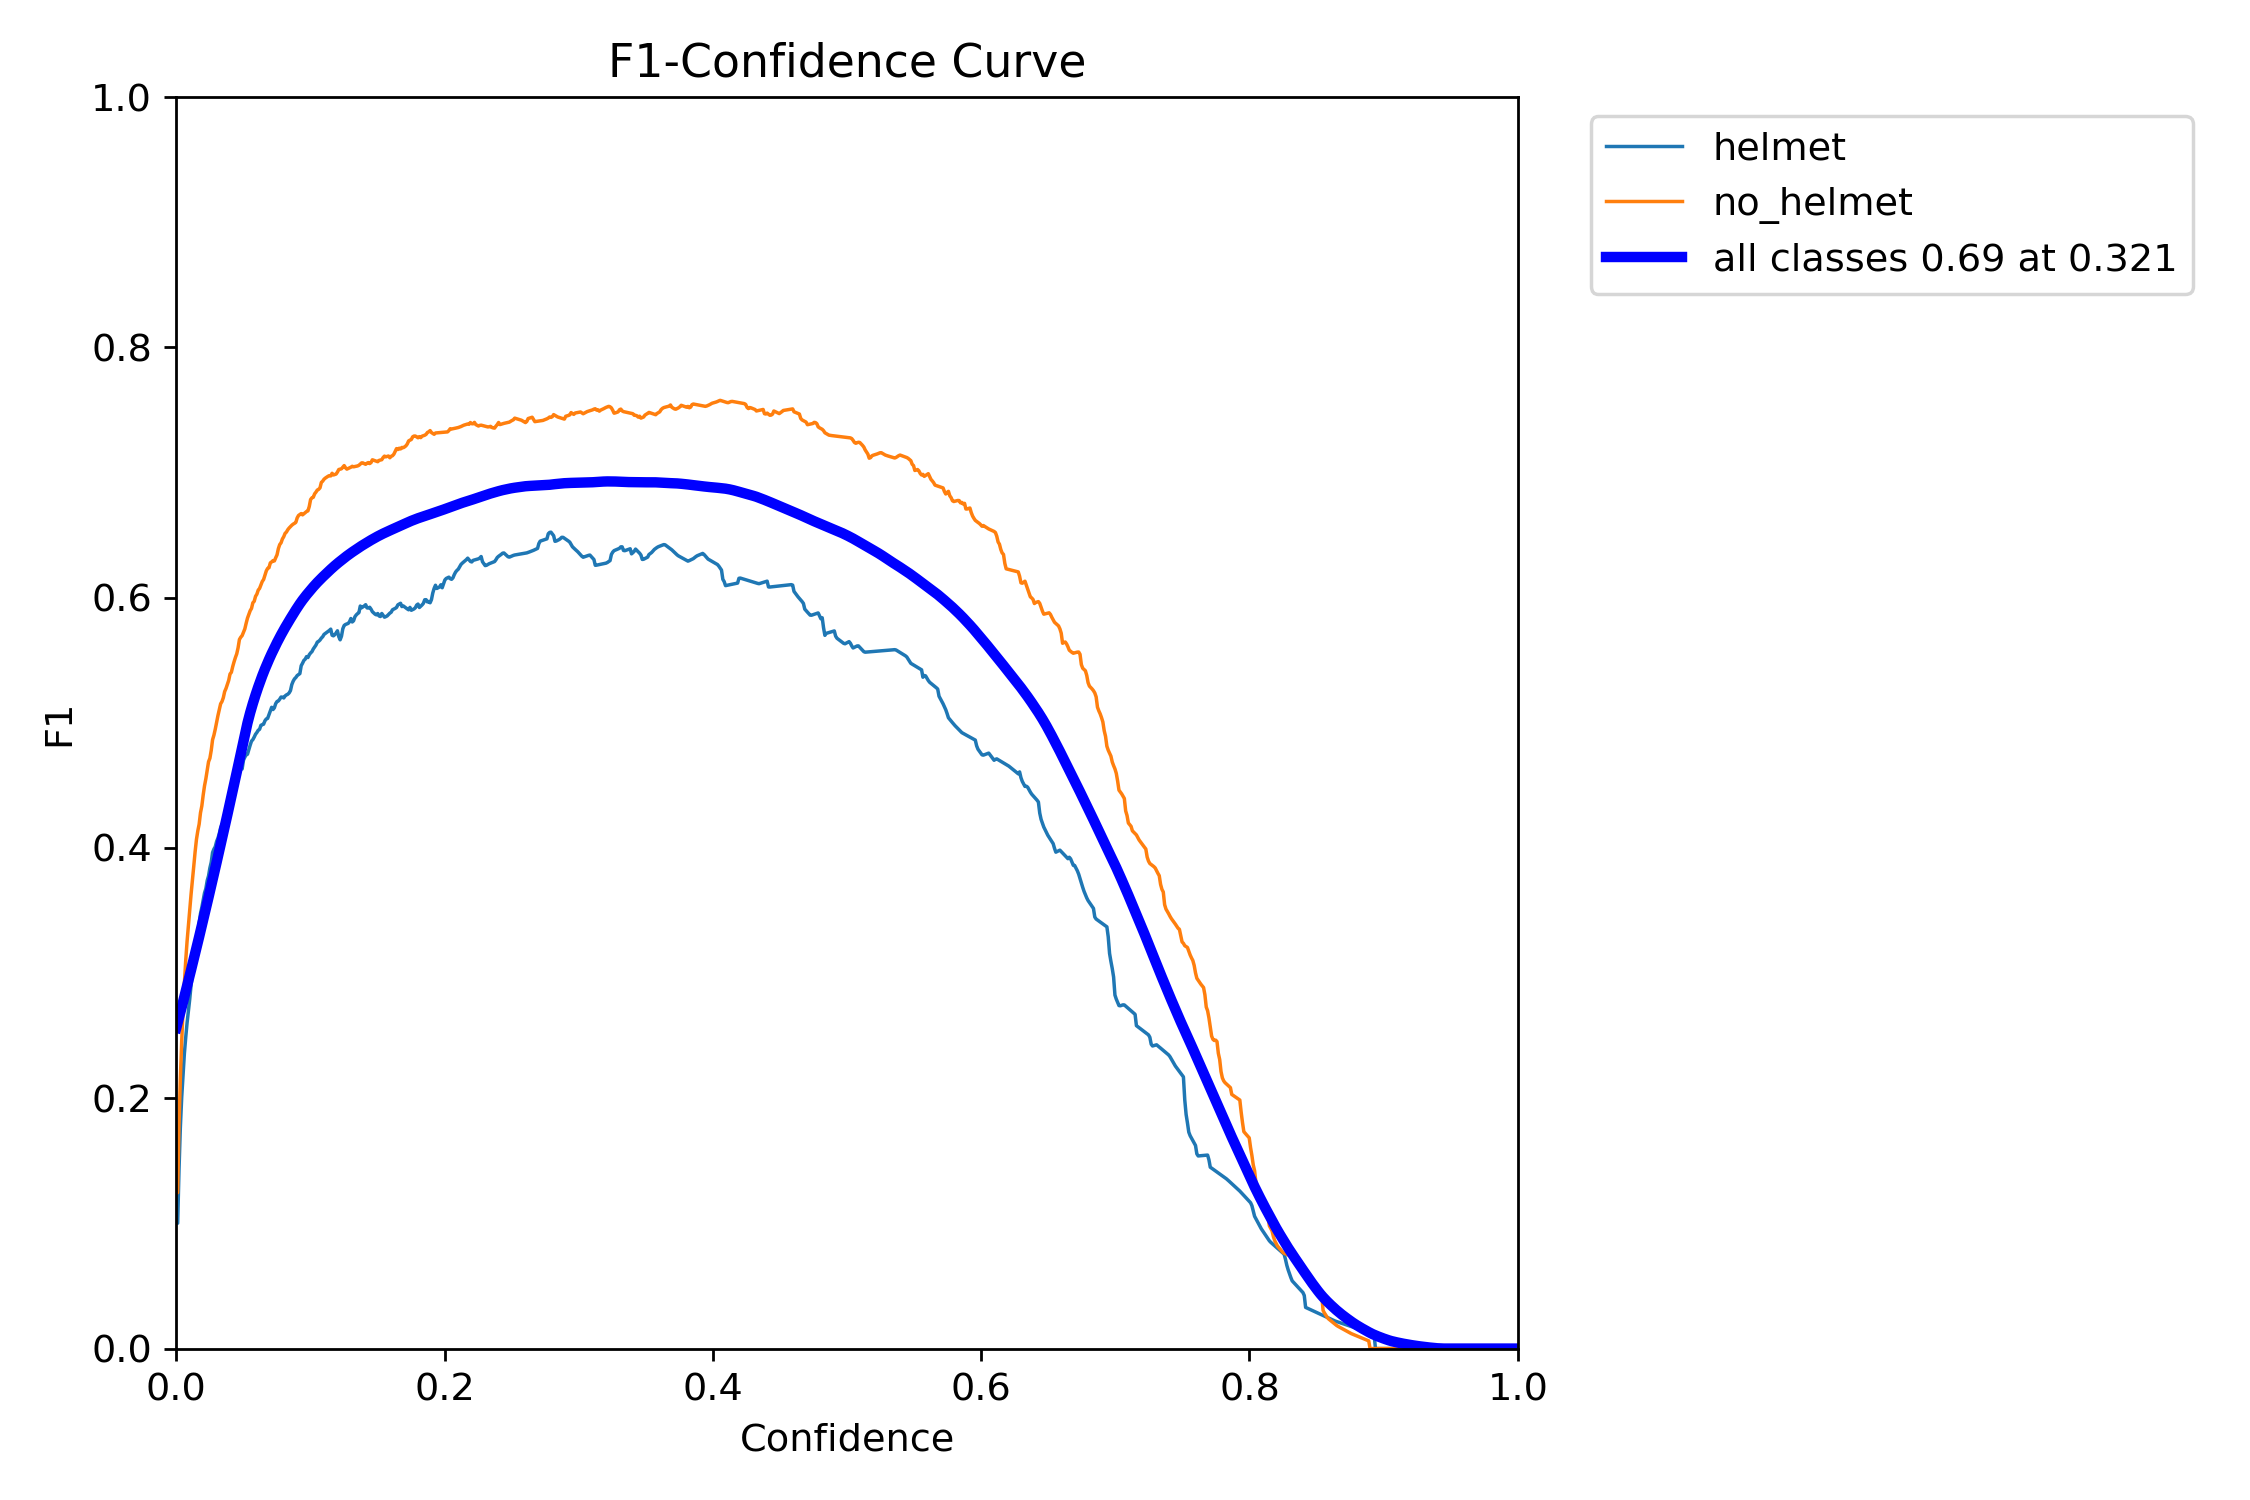 F1-Confidence Curve
1.0
0.8
0.6
0.4
0.2
0.0
F1
0.0 0.2 0.4 0.6 0.8 1.0
Confidence
helmet
no_helmet
all classes 0.69 at 0.321